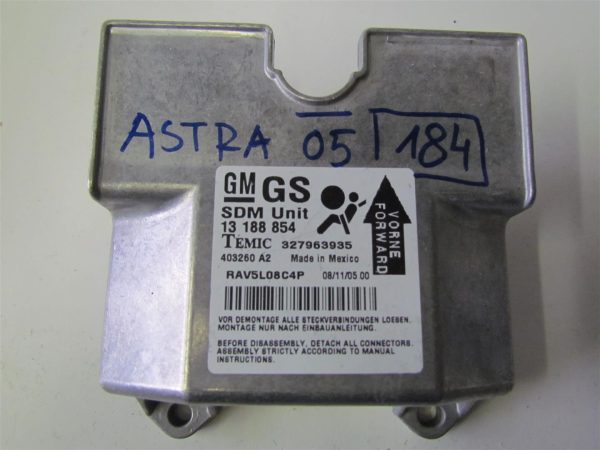 ASTRA 05 184
GM GS
SDM Unit
13 188 854
TEMIC 327963935
403260 A2 Made in Mexico
RAV5L08C4P 08/11/05 00
VORNE
FORWARD
VOR DEMONTAGE ALLE STECKVERBINDUNGEN LOESEN.
MONTAGE NUR NACH EINBAUANLEITUNG.
BEFORE DISASSEMBLY, DETACH ALL CONNECTORS.
ASSEMBLY STRICTLY ACCORDING TO MANUAL
INSTRUCTIONS.